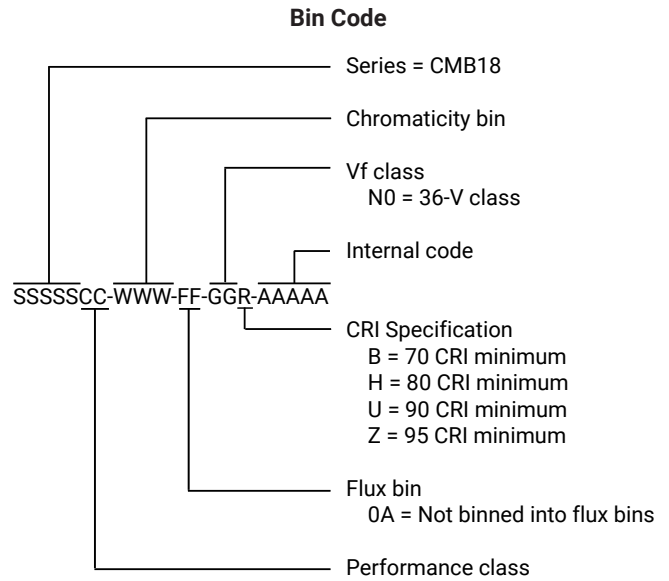 Bin Code
Series = CMB18
Chromaticity bin
Vf class
N0 = 36-V class
Internal code
SSSSSCC-WWW-FF-GGR-AAAAA
CRI Specification
B = 70 CRI minimum
H = 80 CRI minimum
U = 90 CRI minimum
Z = 95 CRI minimum
Flux bin
0A = Not binned into flux bins
Performance class